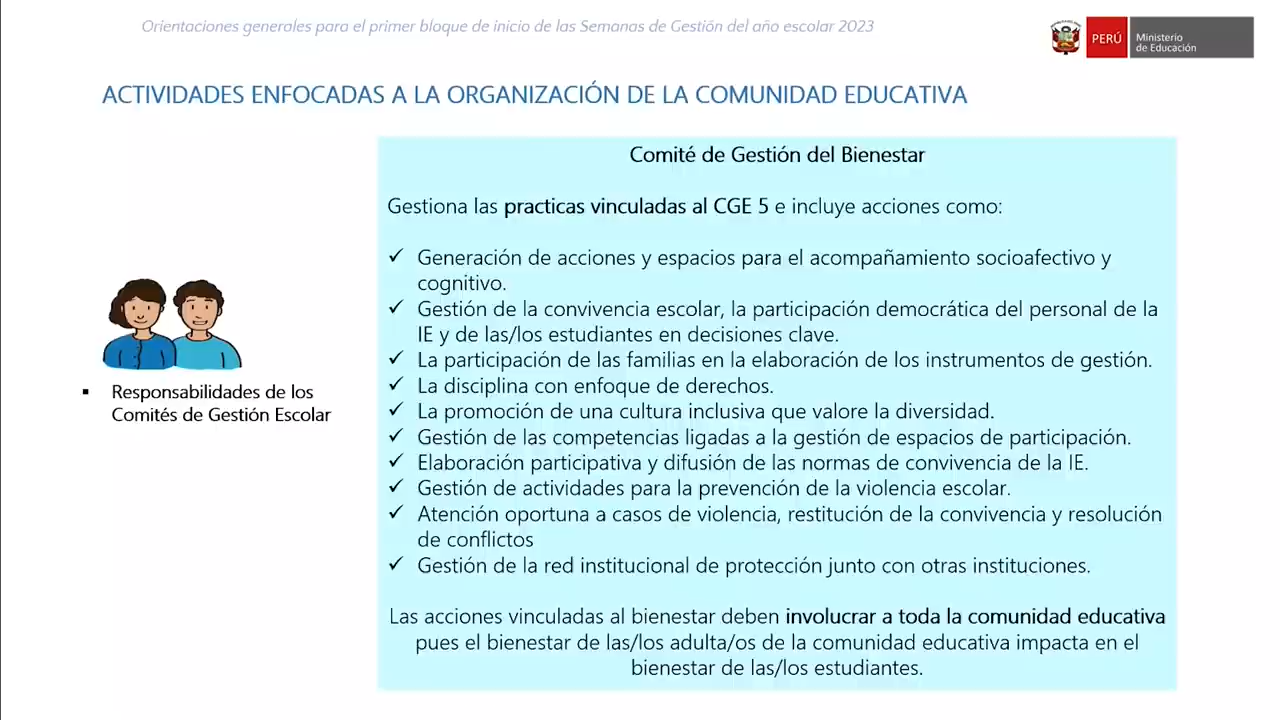 Orientaciones generales para el primer bloque de inicio de las Semanas de Gestión del año escolar 2023
PERÚ
Ministerio
de Educación
ACTIVIDADES ENFOCADAS A LA ORGANIZACIÓN DE LA COMUNIDAD EDUCATIVA
▪ Responsabilidades de los
Comités de Gestión Escolar
Comité de Gestión del Bienestar
Gestiona las practicas vinculadas al CGE 5 e incluye acciones como:
✓ Generación de acciones y espacios para el acompañamiento socioafectivo y
cognitivo.
✓ Gestión de la convivencia escolar, la participación democrática del personal de la
IE y de las/los estudiantes en decisiones clave.
✓ La participación de las familias en la elaboración de los instrumentos de gestión.
✓ La disciplina con enfoque de derechos.
✓ La promoción de una cultura inclusiva que valore la diversidad.
✓ Gestión de las competencias ligadas a la gestión de espacios de participación.
✓ Elaboración participativa y difusión de las normas de convivencia de la IE.
✓ Gestión de actividades para la prevención de la violencia escolar.
✓ Atención oportuna a casos de violencia, restitución de la convivencia y resolución
de conflictos
✓ Gestión de la red institucional de protección junto con otras instituciones.
Las acciones vinculadas al bienestar deben involucrar a toda la comunidad educativa
pues el bienestar de las/los adulta/os de la comunidad educativa impacta en el
bienestar de las/los estudiantes.